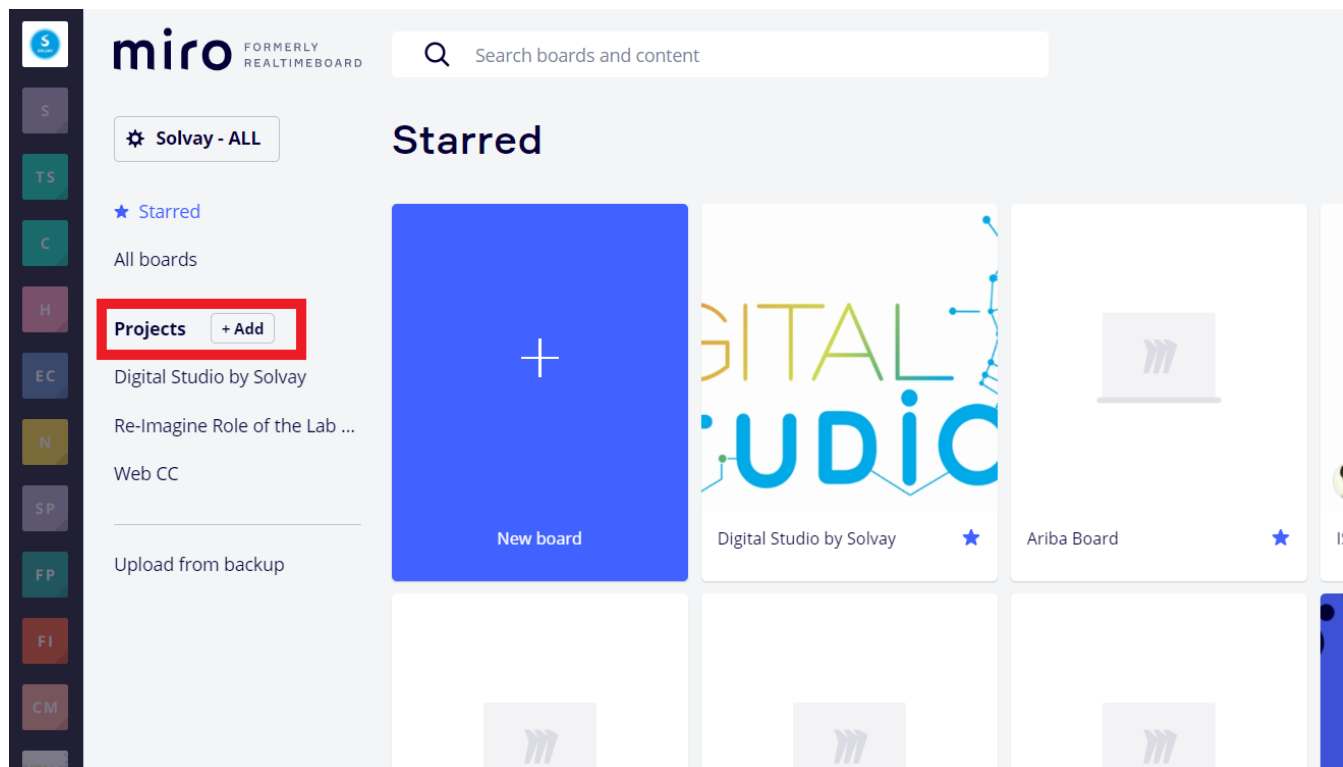 S
SOLVAY
S
TS
C
H
EC
N
SP
FP
FI
CM
miro FORMERLY
REALTIMEBOARD
Search boards and content
Solvay - ALL
Starred
All boards
Projects + Add
Digital Studio by Solvay
Re-Imagine Role of the Lab ...
Web CC
Upload from backup
Starred
New board
GITAL
TUDIO
Digital Studio by Solvay
Ariba Board